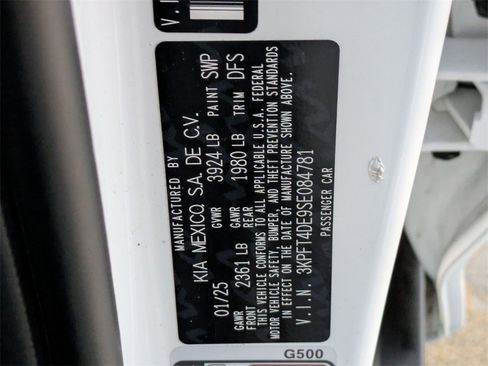 V. I
MANUFACTURED BY
KIA MEXICO, S.A. DE C.V.
01/25 GVWR 3924 LB PAINT SWP
GAWR FRONT 2361 LB GAWR REAR 1980 LB TRIM DFS
THIS VEHICLE CONFORMS TO ALL APPLICABLE U.S.A. FEDERAL
MOTOR VEHICLE SAFETY, BUMPER, AND THEFT PREVENTION STANDARDS
IN EFFECT ON THE DATE OF MANUFACTURE SHOWN ABOVE.
V.I.N. 3KPFT4DE9SE084781
PASSENGER CAR
G500